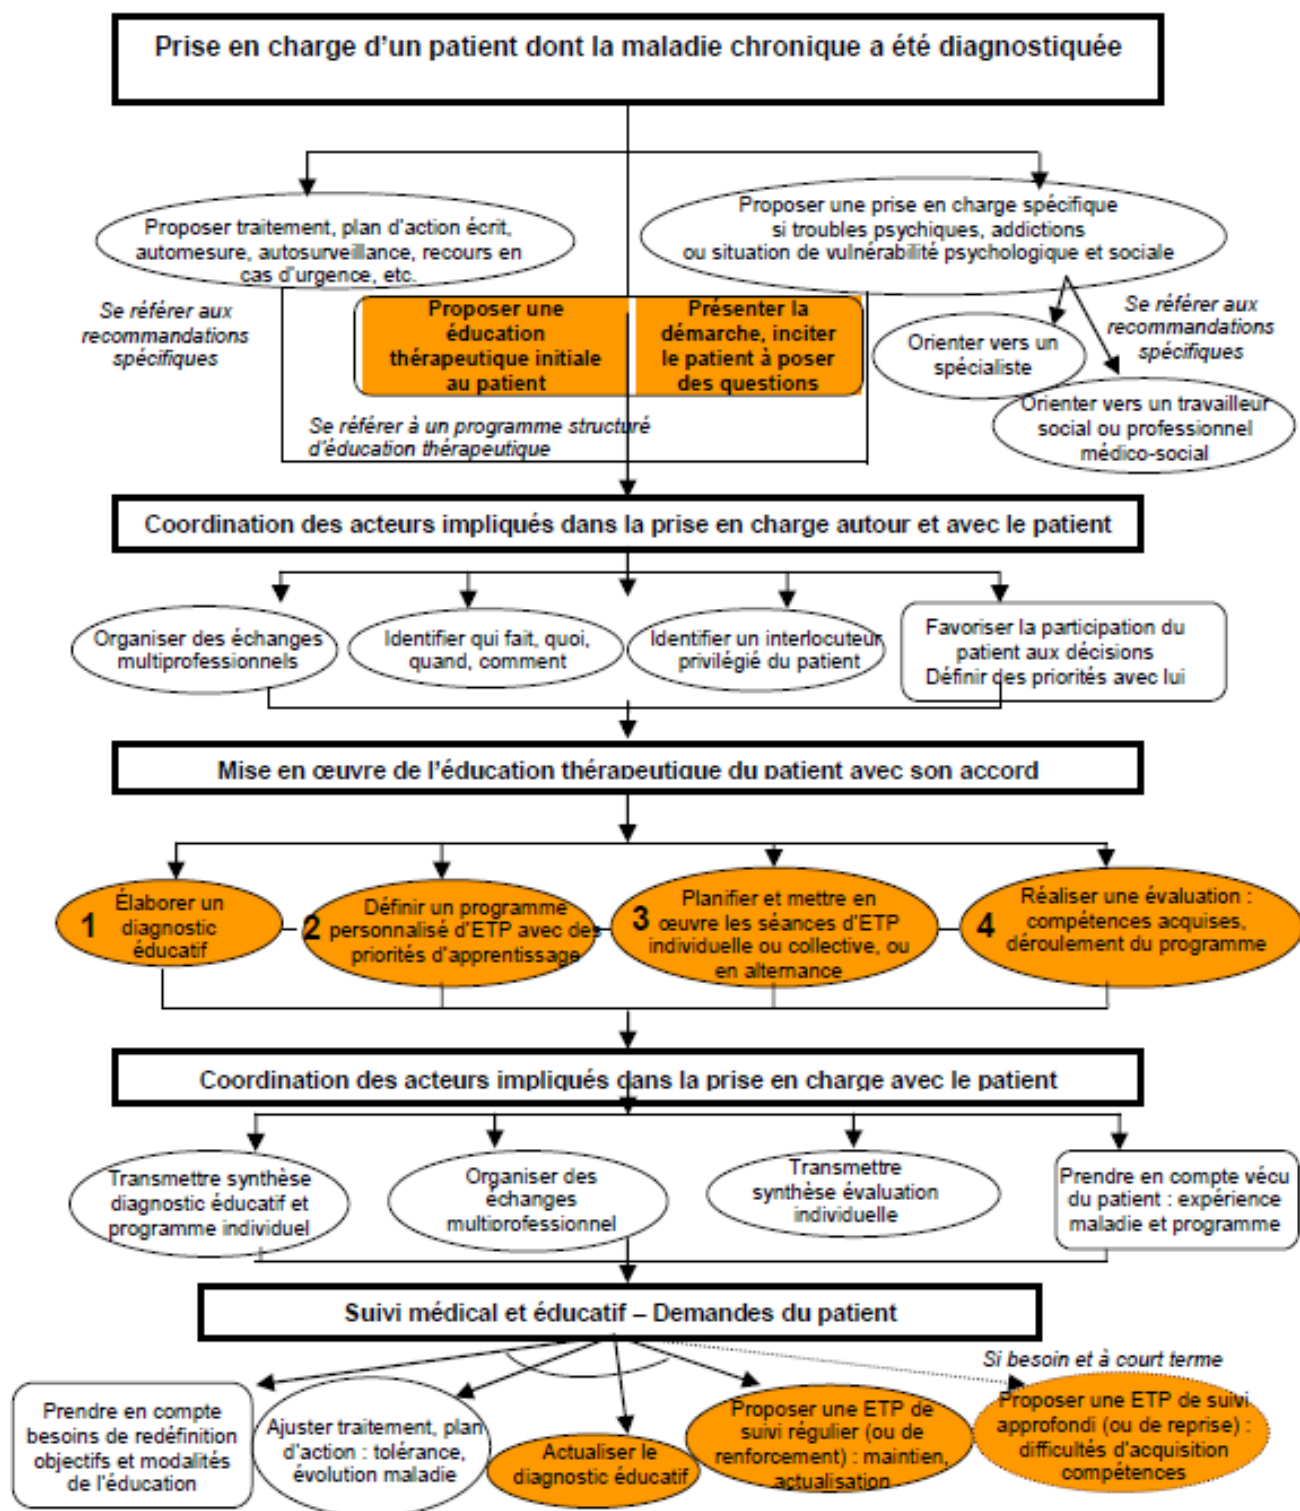 Prise en charge d'un patient dont la maladie chronique a été diagnostiquée
Proposer traitement, plan d'action écrit,
automesure, autosurveillance, recours en
cas d'urgence, etc.
Proposer une prise en charge spécifique
si troubles psychiques, addictions
ou situation de vulnérabilité psychologique et sociale
Se référer aux
recommandations
spécifiques
Proposer une
éducation
thérapeutique initiale
au patient
Présenter la
démarche, inciter
le patient à poser
des questions
Orienter vers un
spécialiste
Se référer aux
recommandations
spécifiques
Orienter vers un travailleur
social ou professionnel
médico-social
Se référer à un programme structuré
d'éducation thérapeutique
Coordination des acteurs impliqués dans la prise en charge autour et avec le patient
Organiser des échanges
multiprofessionnels
Identifier qui fait, quoi,
quand, comment
Identifier un interlocuteur
privilégié du patient
Favoriser la participation du
patient aux décisions
Définir des priorités avec lui
Mise en œuvre de l'éducation thérapeutique du patient avec son accord
1 Élaborer un
diagnostic
éducatif
2 Définir un programme
personnalisé d'ETP avec des
priorités d'apprentissage
3 Planifier et mettre en
œuvre les séances d'ETP
individuelle ou collective, ou
en alternance
4 Réaliser une évaluation :
compétences acquises,
déroulement du programme
Coordination des acteurs impliqués dans la prise en charge avec le patient
Transmettre synthèse
diagnostic éducatif et
programme individuel
Organiser des
échanges
multiprofessionnel
Transmettre
synthèse évaluation
individuelle
Prendre en compte vécu
du patient : expérience
maladie et programme
Suivi médical et éducatif – Demandes du patient
Si besoin et à court terme
Prendre en compte
besoins de redéfinition
objectifs et modalités
de l'éducation
Ajuster traitement, plan
d'action : tolérance,
évolution maladie
Actualiser le
diagnostic éducatif
Proposer une ETP de
suivi régulier (ou de
renforcement) : maintien,
actualisation
Proposer une ETP de suivi
approfondi (ou de reprise) :
difficultés d'acquisition
compétences